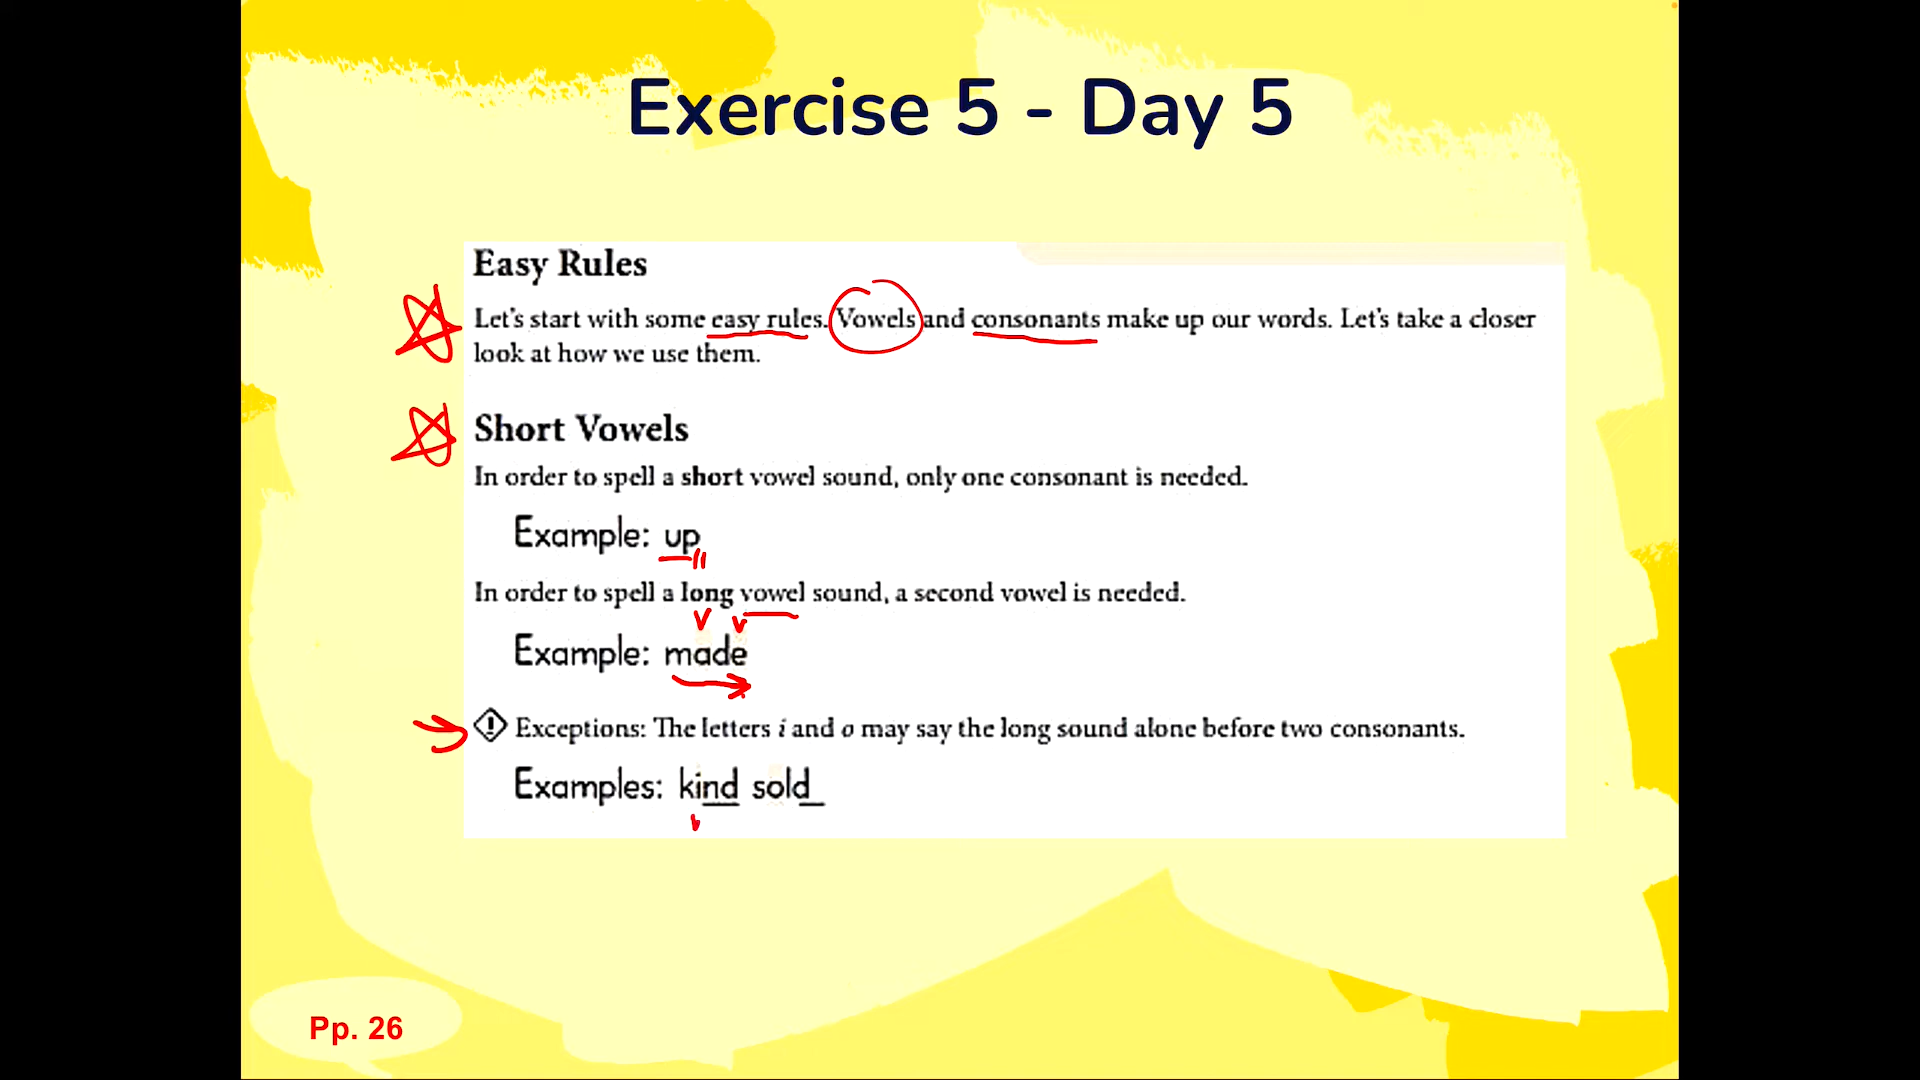 Exercise 5 - Day 5
Easy Rules
Let's start with some easy rules. Vowels and consonants make up our words. Let's take a closer
look at how we use them.
Short Vowels
In order to spell a short vowel sound, only one consonant is needed.
Example: up
In order to spell a long vowel sound, a second vowel is needed.
v v
Example: made
! Exceptions: The letters i and o may say the long sound alone before two consonants.
Examples: kind sold
Pp. 26